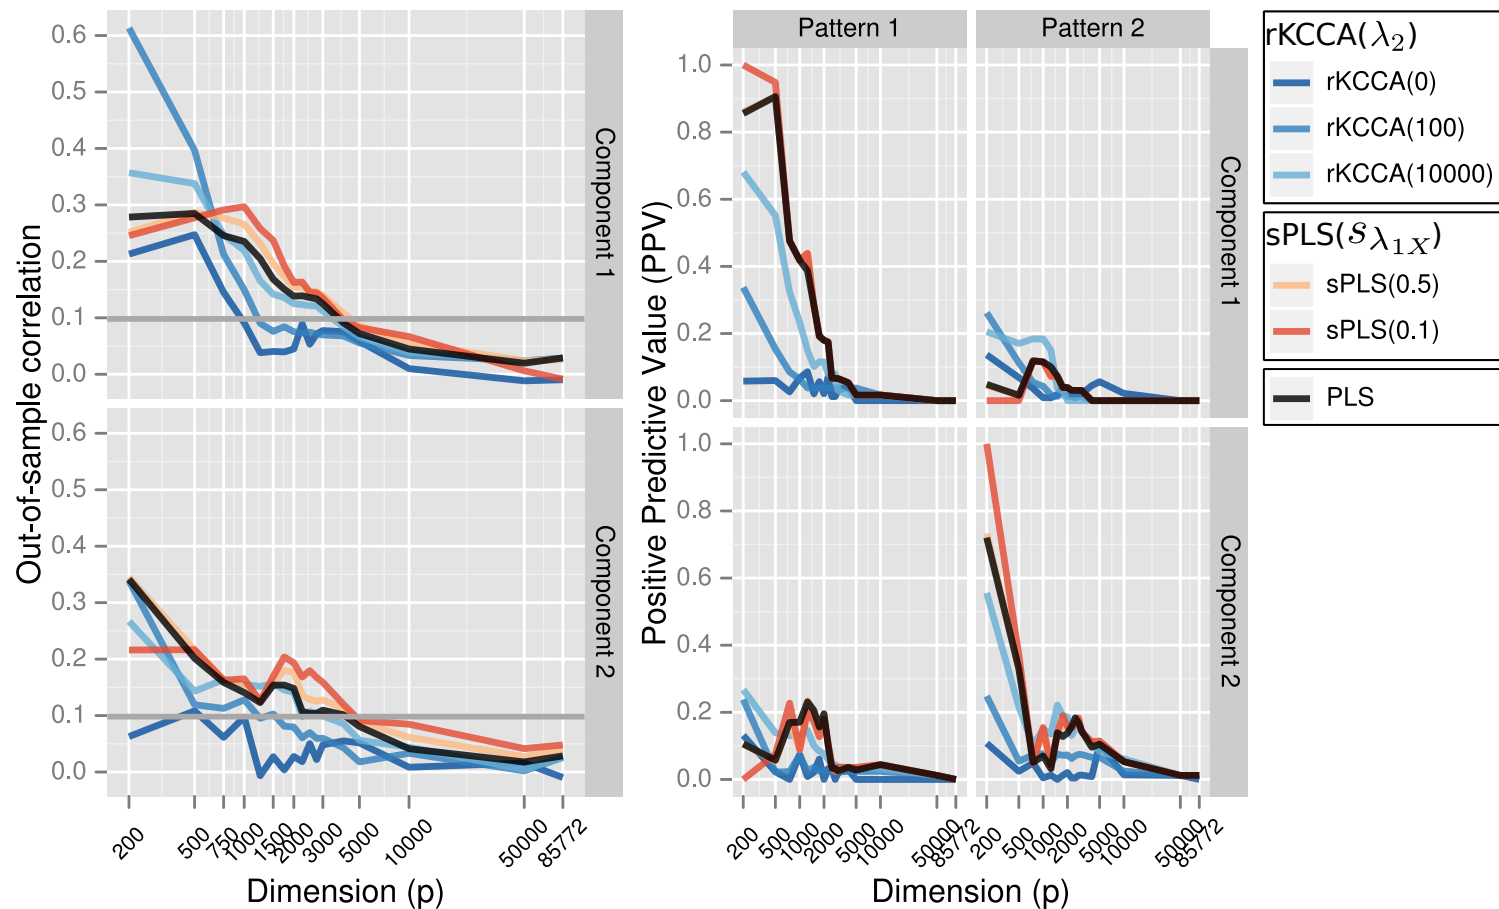 Out-of-sample correlation
0.6
0.5
0.4
0.3
0.2
0.1
0.0
Component 1
0.6
0.5
0.4
0.3
0.2
0.1
0.0
Component 2
200
500
750
1000
1500
2000
3000
5000
10000
50000
85772
Dimension (p)
Positive Predictive Value (PPV)
Pattern 1
Pattern 2
1.0
0.8
0.6
0.4
0.2
0.0
Component 1
1.0
0.8
0.6
0.4
0.2
0.0
Component 2
200
500
1000
2000
5000
10000
50000
85772
200
500
1000
2000
5000
10000
50000
85772
Dimension (p)
rKCCA(λ₂)
rKCCA(0)
rKCCA(100)
rKCCA(10000)
sPLS(s λ₁X)
sPLS(0.5)
sPLS(0.1)
PLS